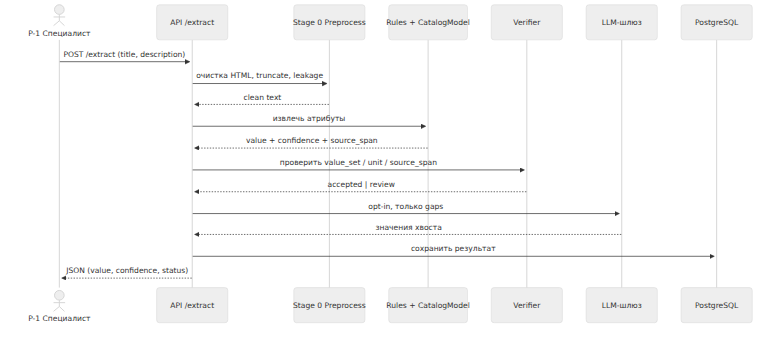 P-1 Специалист
API /extract
Stage 0 Preprocess
Rules + CatalogModel
Verifier
LLM-шлюз
PostgreSQL
POST /extract (title, description)
очистка HTML, truncate, leakage
clean text
извлечь атрибуты
value + confidence + source_span
проверить value_set / unit / source_span
accepted | review
opt-in, только gaps
значения хвоста
сохранить результат
JSON (value, confidence, status)
P-1 Специалист
API /extract
Stage 0 Preprocess
Rules + CatalogModel
Verifier
LLM-шлюз
PostgreSQL